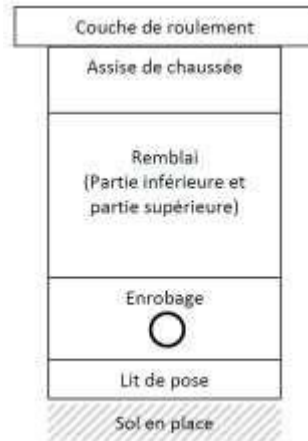 Couche de roulement
Assise de chaussée
Remblai
(Partie inférieure et
partie supérieure)
Enrobage
Lit de pose
Sol en place